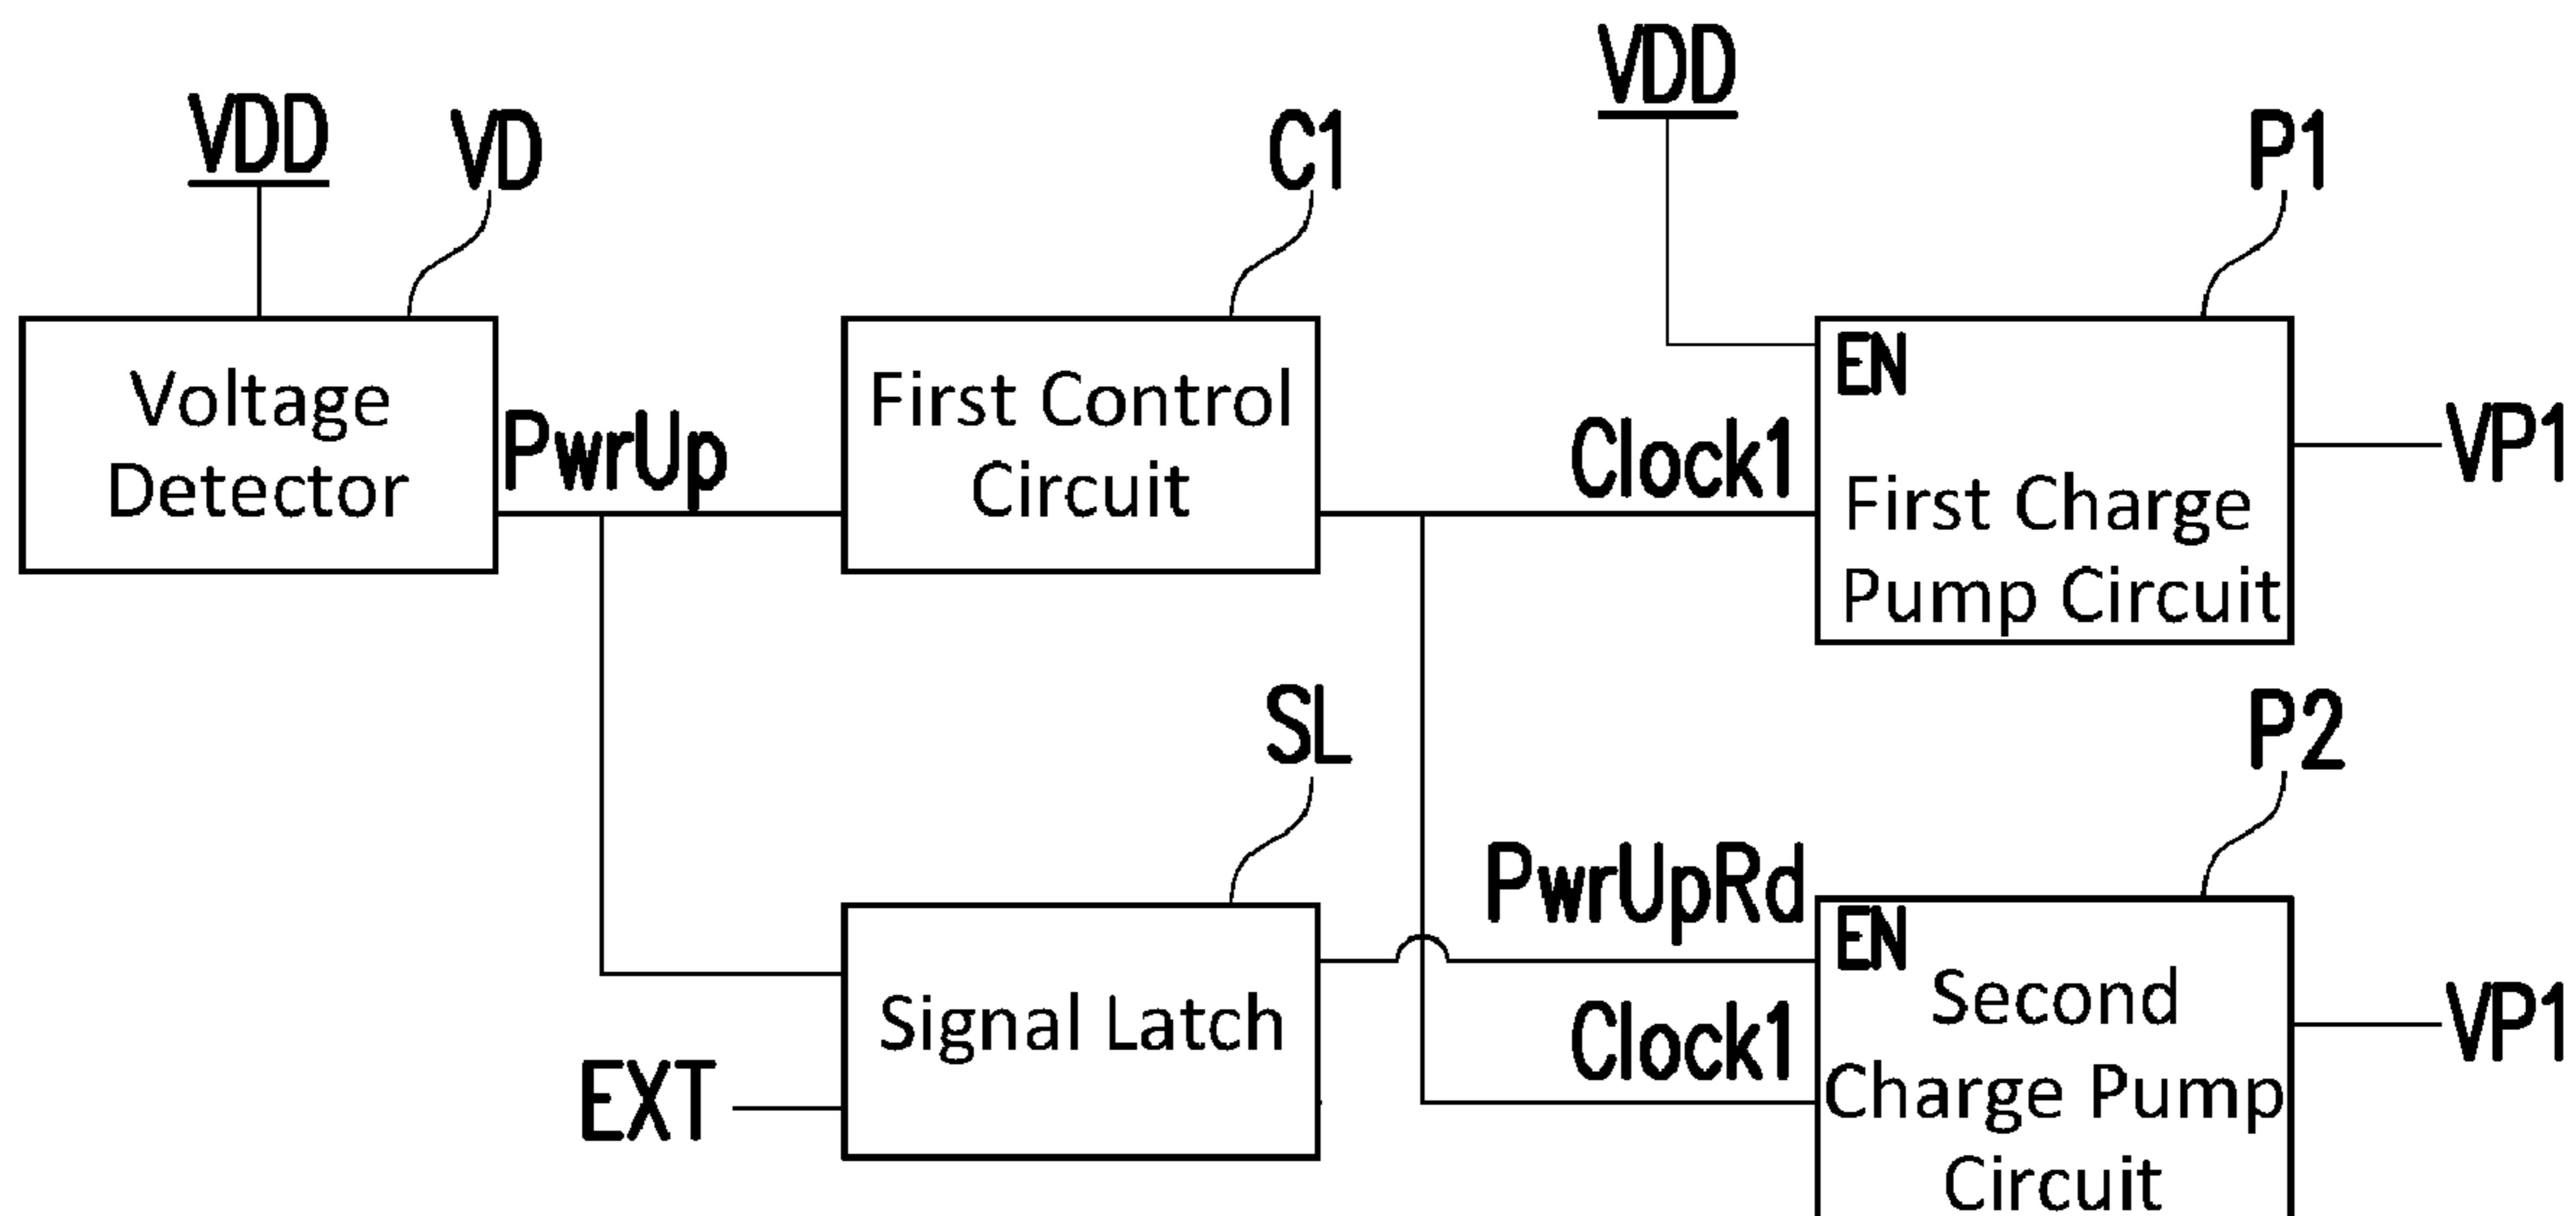 VDD
VD
C1
VDD
P1
Voltage
Detector
PwrUp
First Control
Circuit
Clock1
EN
First Charge
Pump Circuit
VP1
SL
P2
PwrUpRd
EXT
Signal Latch
Clock1
EN
Second
Charge Pump
Circuit
VP1